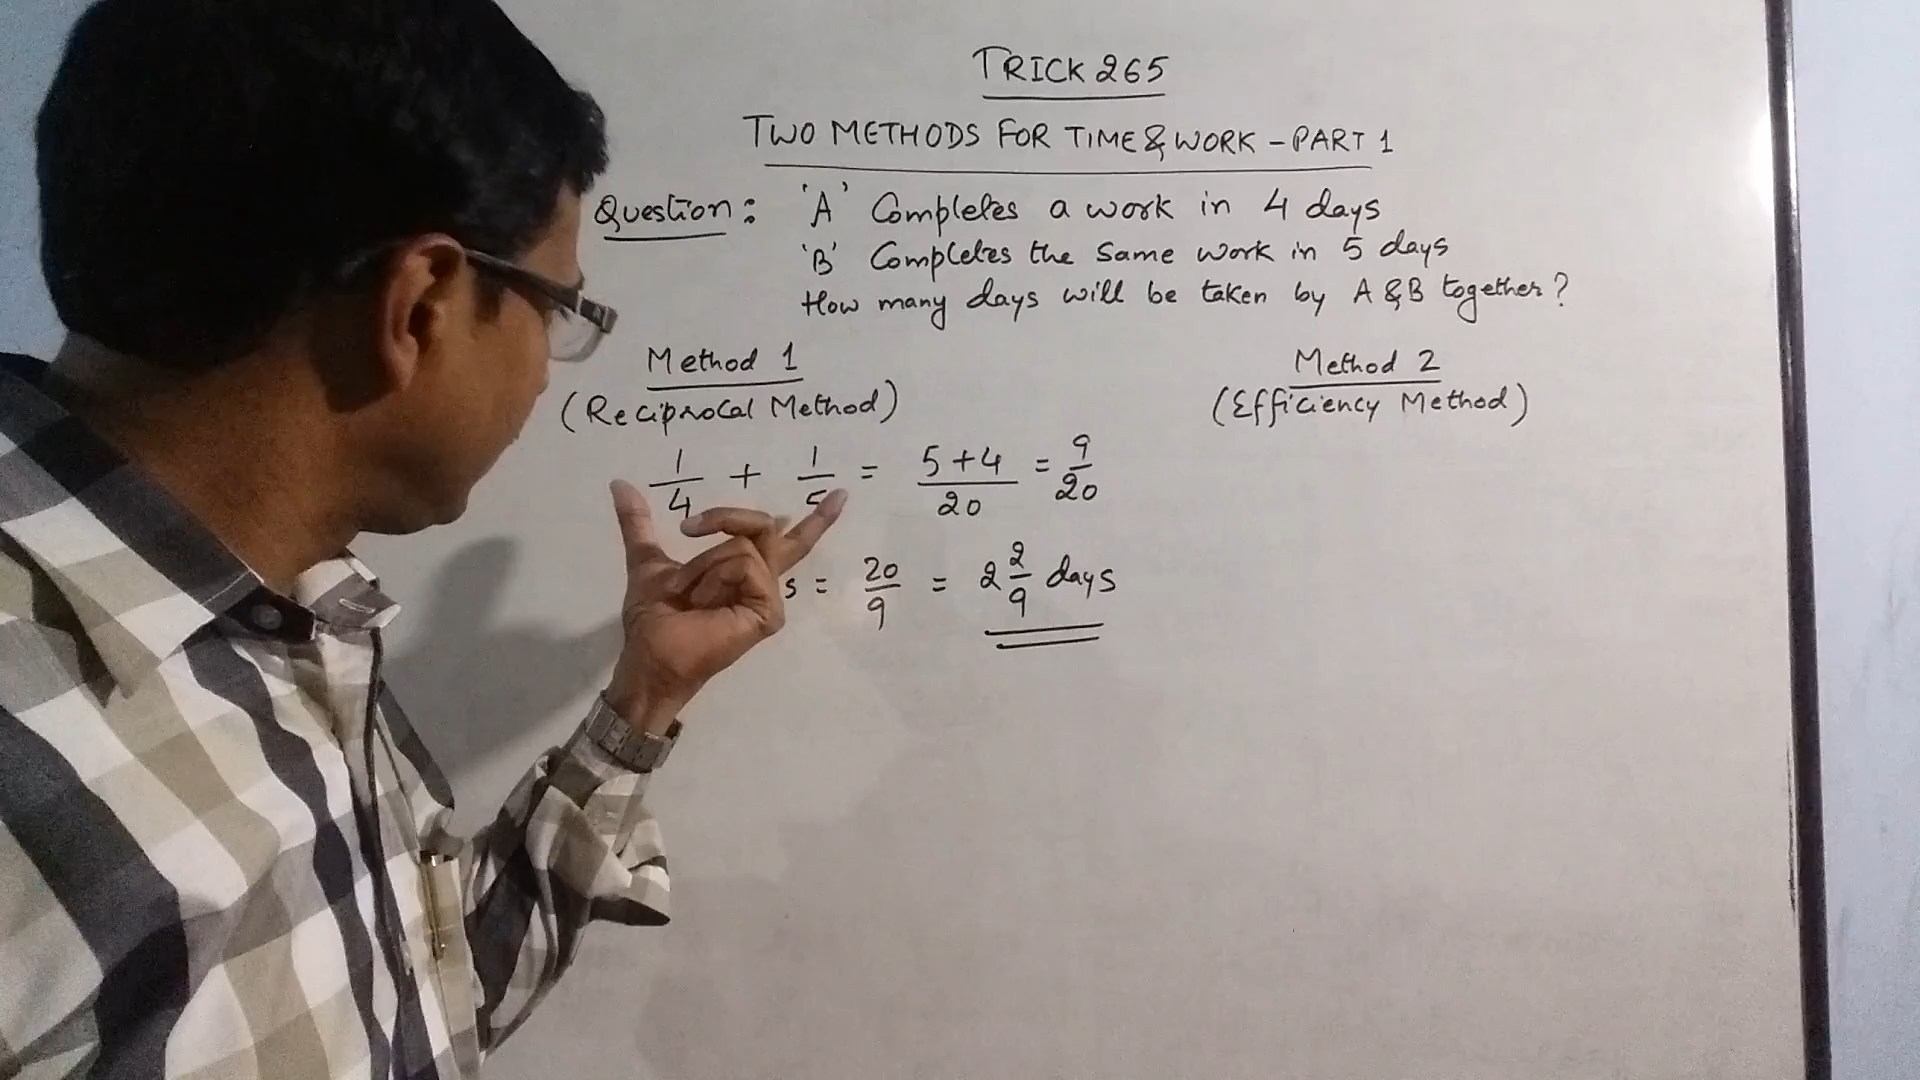 TRICK 265
TWO METHODS FOR TIME & WORK - PART 1
Question: 'A' Completes a work in 4 days
'B' Completes the same work in 5 days
How many days will be taken by A & B together?
Method 1
(Reciprocal Method)
1/4 + 1/5 = 5+4/20 = 9/20
s = 20/9 = 2 2/9 days
Method 2
(Efficiency Method)